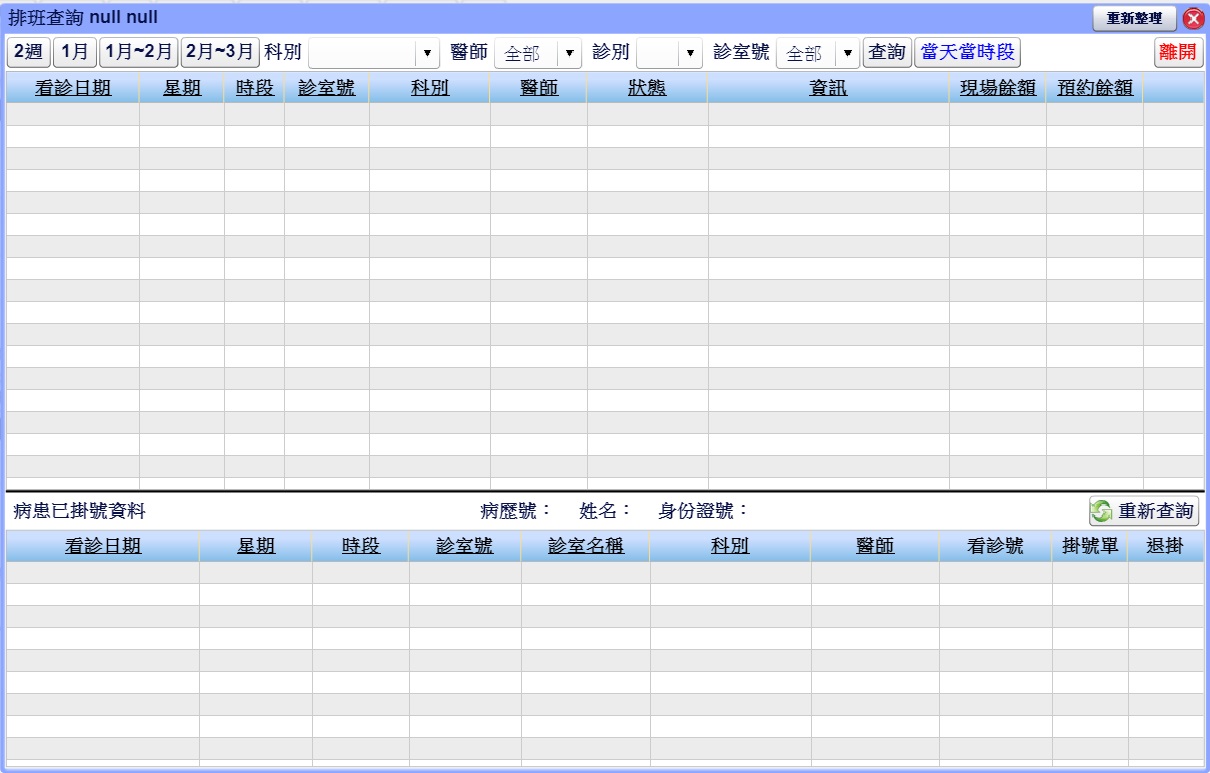 排班查詢 null null 重新整理
2週 1月 1月~2月 2月~3月 科別 醫師 全部 診別 診室號 全部 查詢 當天當時段 離開
看診日期 星期 時段 診室號 科別 醫師 狀態 資訊 現場餘額 預約餘額
病患已掛號資料 病歷號： 姓名： 身份證號： 重新查詢
看診日期 星期 時段 診室號 診室名稱 科別 醫師 看診號 掛號單 退掛